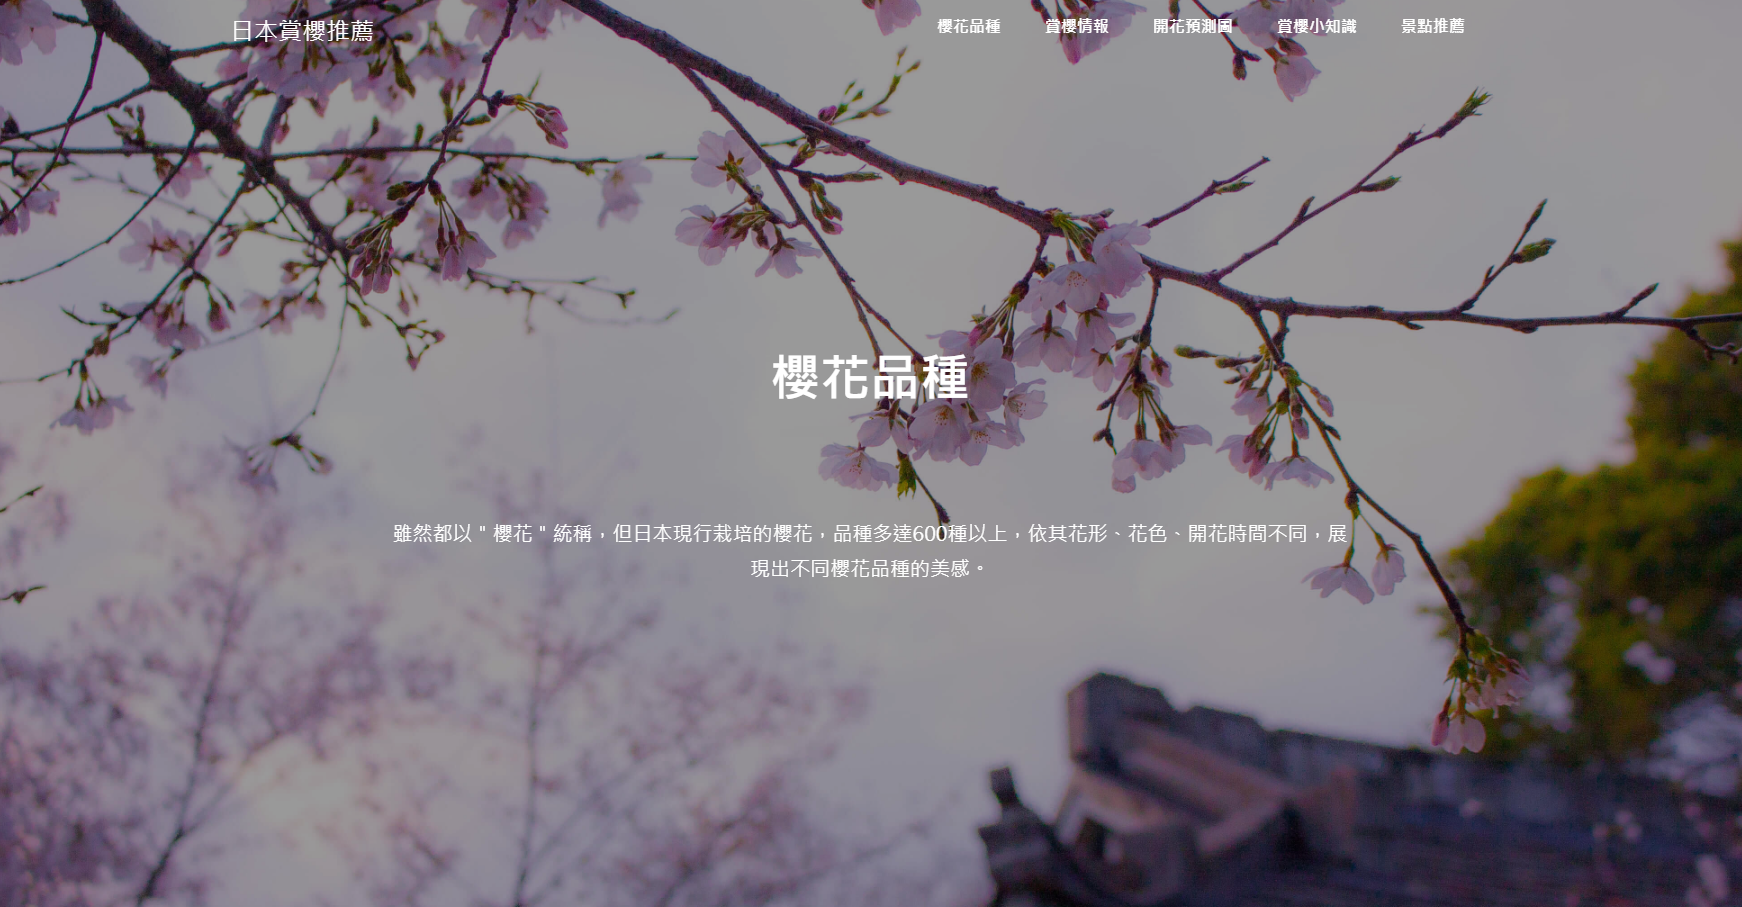 日本賞櫻推薦
櫻花品種 賞櫻情報 開花預測圖 賞櫻小知識 景點推薦
櫻花品種
雖然都以＂櫻花＂統稱，但日本現行栽培的櫻花，品種多達600種以上，依其花形、花色、開花時間不同，展
現出不同櫻花品種的美感。